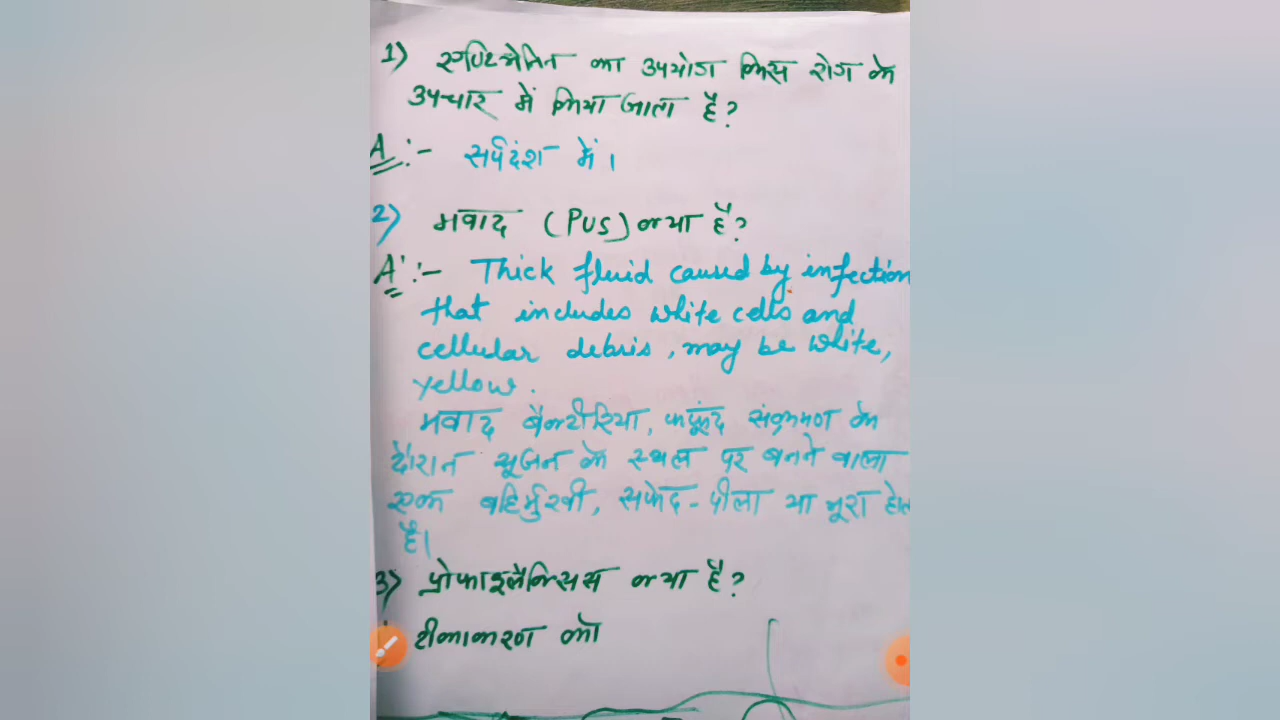 1) एण्टिवेनिन का उपयोग किस रोग के
उपचार में किया जाता है?
A :- सर्पदंश में।
2) मवाद (PUS) क्या है?
A :- Thick fluid caused by infection
that includes white cells and
cellular debris, may be white,
yellow.
मवाद बैक्टीरिया, फफूंद संक्रमण के
दौरान सूजन के स्थल पर बनने वाला
एक बहिर्मुखी, सफेद-पीला या भूरा होता
है।
3) प्रोफाइलैक्सिस क्या है?
टीकाकरण को